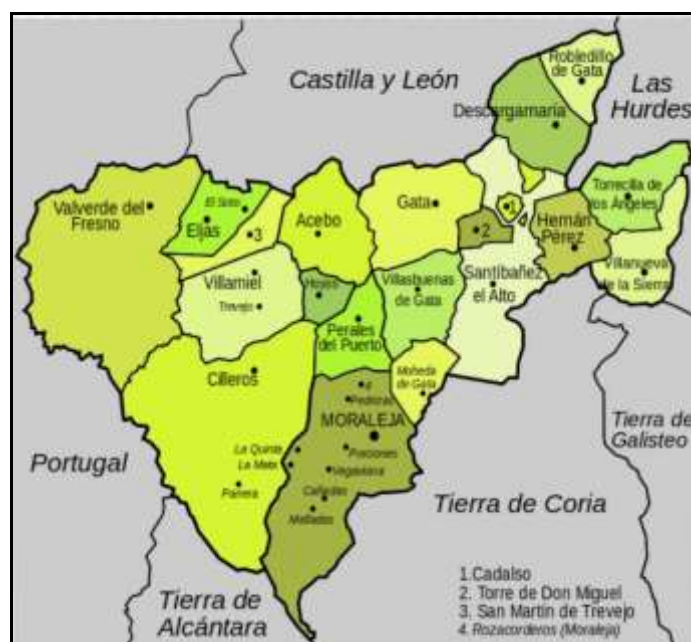 Castilla y León
Robledillo
de Gata
Las
Hurdes
Descargamaría
Valverde del
Fresno
El Soto
Eljas
3
Acebo
Gata
1
2
Hernán
Pérez
Torrecilla de
los Ángeles
Villanueva
de la Sierra
Villamiel
Trevejo
Hoyos
Villasbuenas
de Gata
Santibáñez
el Alto
Perales
del Puerto
Cilleros
Moheda
de Gata
4
MORALEJA
La Quinta
La Mata
Pociones
Vegaviana
Cañadas
Mellados
Parrera
Portugal
Tierra de
Galisteo
Tierra de Coria
Tierra de
Alcántara
1.Cadalso
2. Torre de Don Miguel
3. San Martín de Trevejo
4. Rozacorderos (Moraleja)